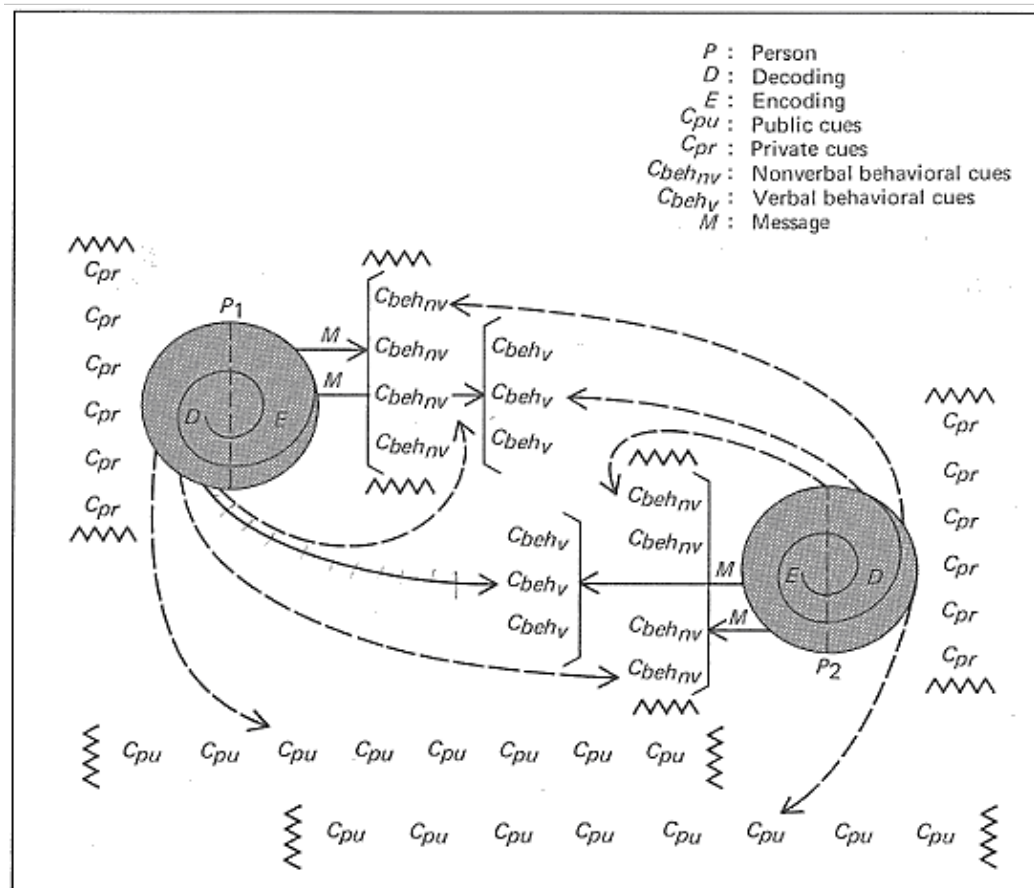 P : Person
D : Decoding
E : Encoding
Cpu : Public cues
Cpr : Private cues
Cbehnv : Nonverbal behavioral cues
Cbehv : Verbal behavioral cues
M : Message
Cpr
Cpr
Cpr
Cpr
Cpr
Cpr
P1
D
E
M
M
Cbehnv
Cbehnv
Cbehnv
Cbehnv
Cbehv
Cbehv
Cbehv
Cbehv
Cbehv
Cbehv
Cbehnv
Cbehnv
Cbehnv
Cbehnv
M
M
E
D
P2
Cpr
Cpr
Cpr
Cpr
Cpr
Cpr
Cpu Cpu Cpu Cpu Cpu Cpu Cpu Cpu
Cpu Cpu Cpu Cpu Cpu Cpu Cpu Cpu